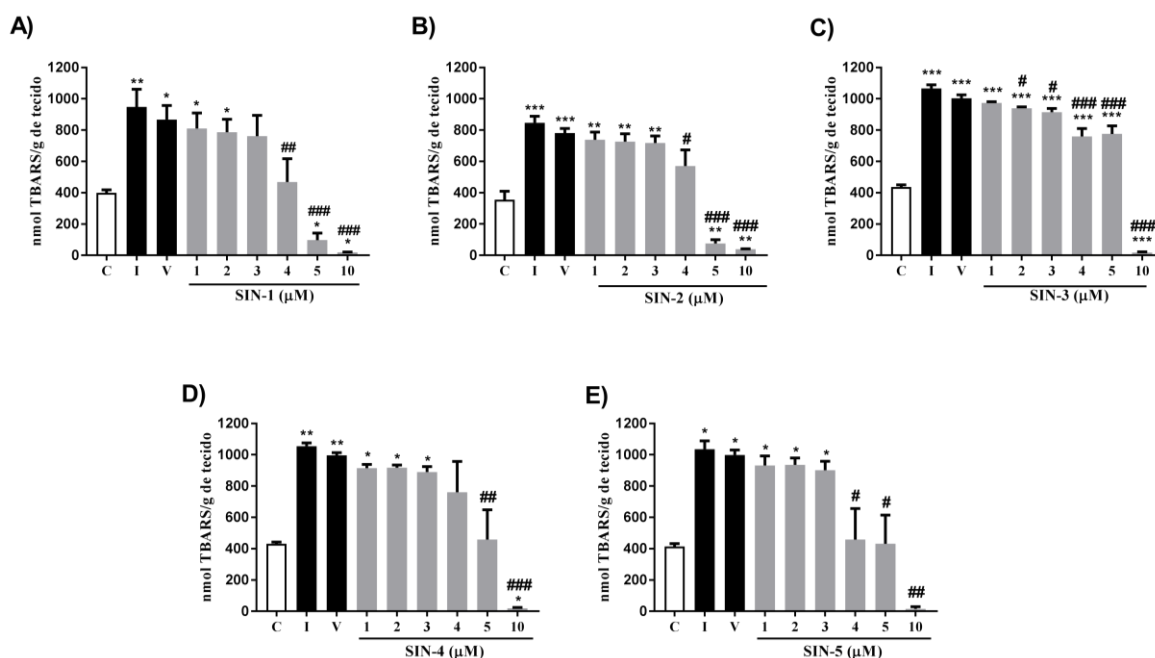 A)
nmol TBARS/g de tecido
1200
1000
800
600
400
200
0
** * * * ## ### * ### *
C I V 1 2 3 4 5 10
SIN-1 (μM)
B)
nmol TBARS/g de tecido
1200
1000
800
600
400
200
0
*** *** ** ** ** # ### ** ### **
C I V 1 2 3 4 5 10
SIN-2 (μM)
C)
nmol TBARS/g de tecido
1200
1000
800
600
400
200
0
*** *** *** # *** # *** ### *** ### *** ### ***
C I V 1 2 3 4 5 10
SIN-3 (μM)
D)
nmol TBARS/g de tecido
1200
1000
800
600
400
200
0
** ** * * * ## ### *
C I V 1 2 3 4 5 10
SIN-4 (μM)
E)
nmol TBARS/g de tecido
1200
1000
800
600
400
200
0
* * * * * # # ##
C I V 1 2 3 4 5 10
SIN-5 (μM)